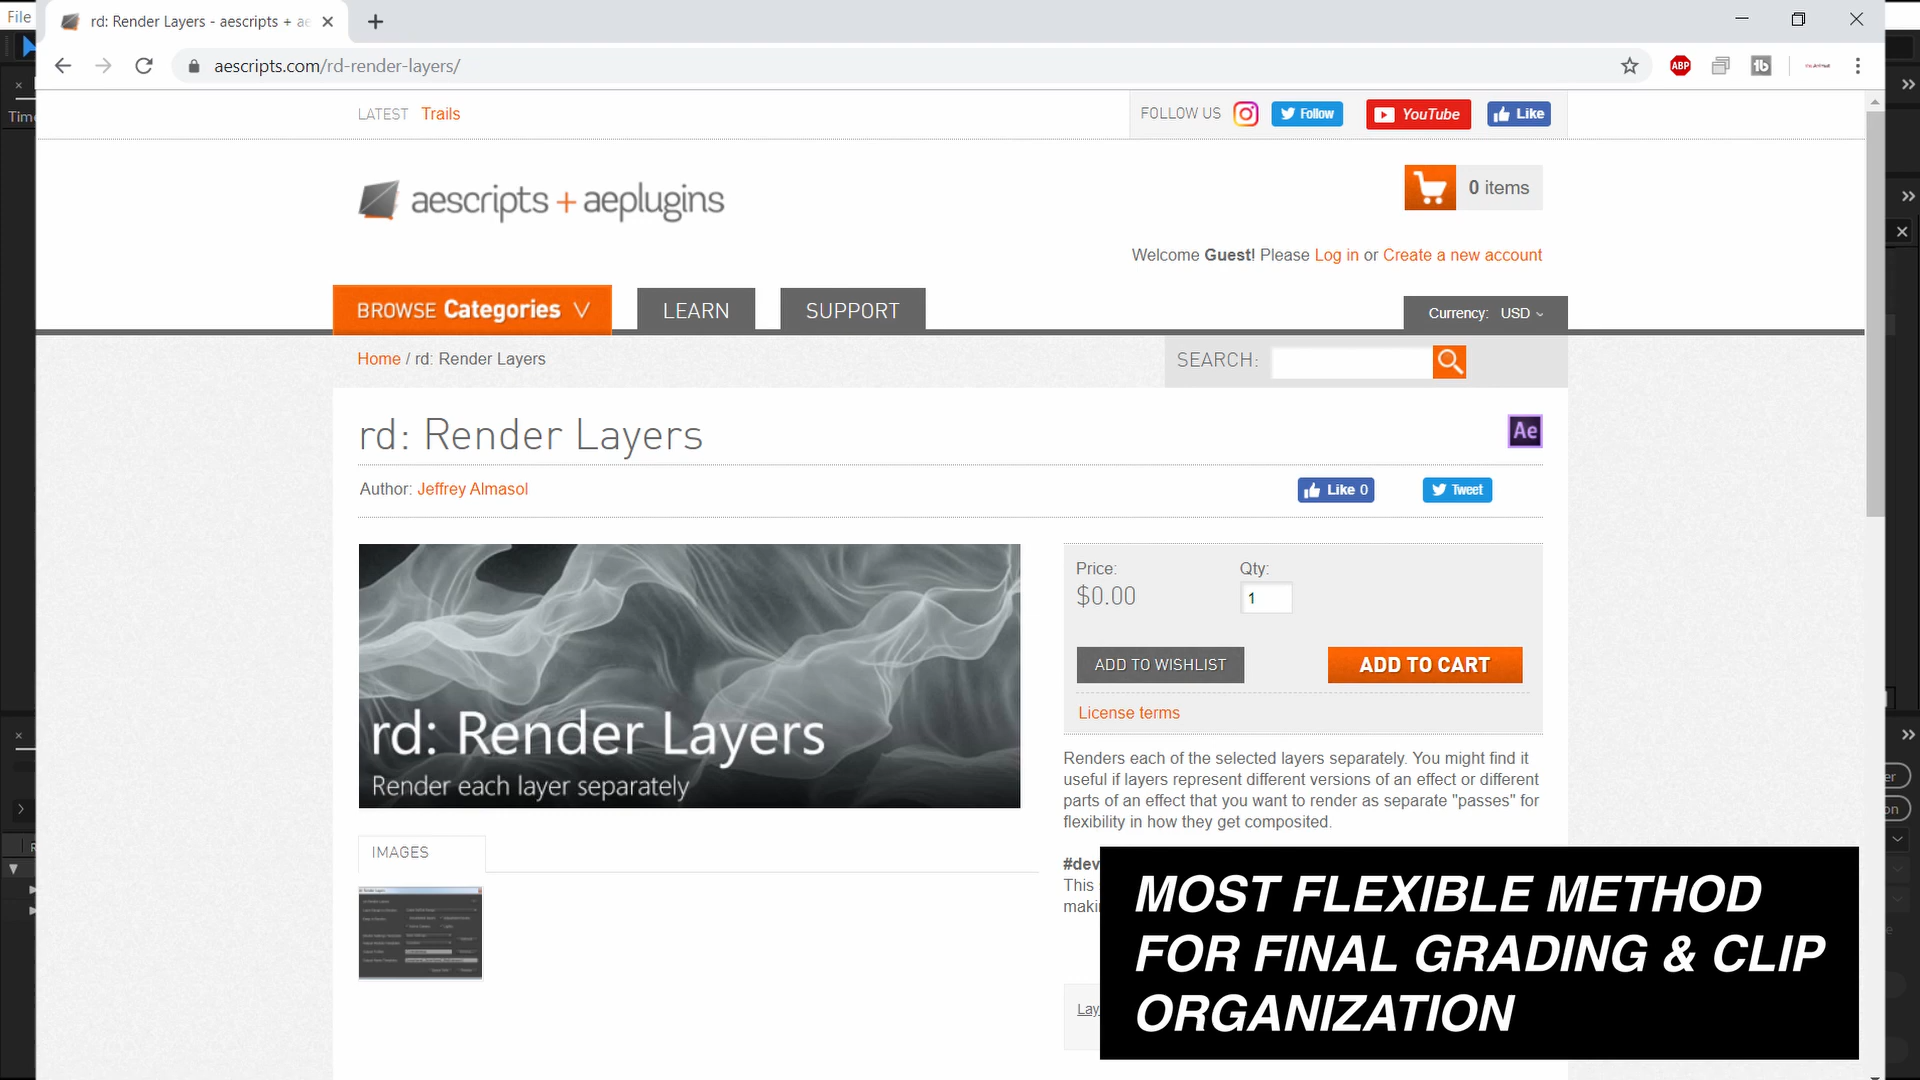 File
rd: Render Layers - aescripts + ae
aescripts.com/rd-render-layers/
ABP
Time
LATEST Trails
FOLLOW US Follow YouTube Like
aescripts + aeplugins
0 items
Welcome Guest! Please Log in or Create a new account
BROWSE Categories LEARN SUPPORT
Currency: USD
Home / rd: Render Layers
SEARCH:
rd: Render Layers
Ae
Author: Jeffrey Almasol
Like 0 Tweet
rd: Render Layers
Render each layer separately
Price: Qty:
$0.00 1
ADD TO WISHLIST ADD TO CART
License terms
Renders each of the selected layers separately. You might find it
useful if layers represent different versions of an effect or different
parts of an effect that you want to render as separate "passes" for
flexibility in how they get composited.
IMAGES
#dev
This
maki
Lay
MOST FLEXIBLE METHOD
FOR FINAL GRADING & CLIP
ORGANIZATION